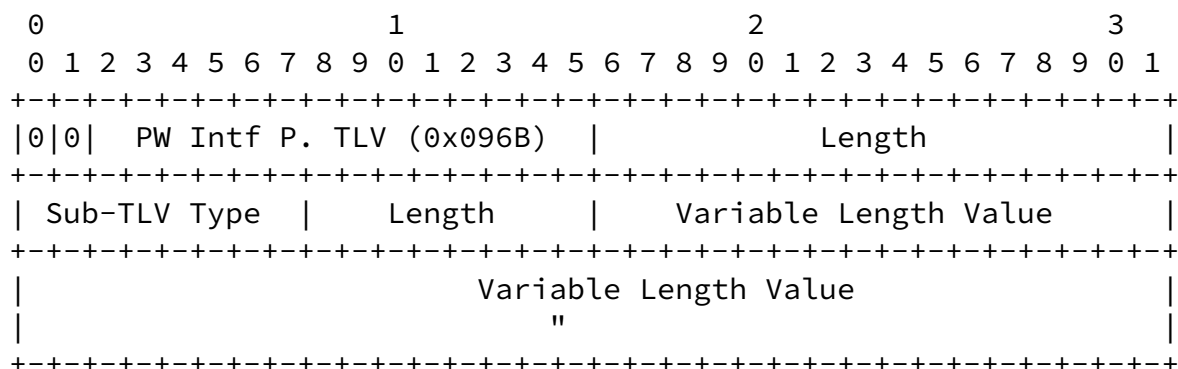 0                   1                   2                   3
 0 1 2 3 4 5 6 7 8 9 0 1 2 3 4 5 6 7 8 9 0 1 2 3 4 5 6 7 8 9 0 1
+-+-+-+-+-+-+-+-+-+-+-+-+-+-+-+-+-+-+-+-+-+-+-+-+-+-+-+-+-+-+-+-+
|0|0|  PW Intf P. TLV (0x096B)  |            Length             |
+-+-+-+-+-+-+-+-+-+-+-+-+-+-+-+-+-+-+-+-+-+-+-+-+-+-+-+-+-+-+-+-+
| Sub-TLV Type  |    Length     |    Variable Length Value      |
+-+-+-+-+-+-+-+-+-+-+-+-+-+-+-+-+-+-+-+-+-+-+-+-+-+-+-+-+-+-+-+-+
|                         Variable Length Value                 |
|                             "                                 |
+-+-+-+-+-+-+-+-+-+-+-+-+-+-+-+-+-+-+-+-+-+-+-+-+-+-+-+-+-+-+-+-+